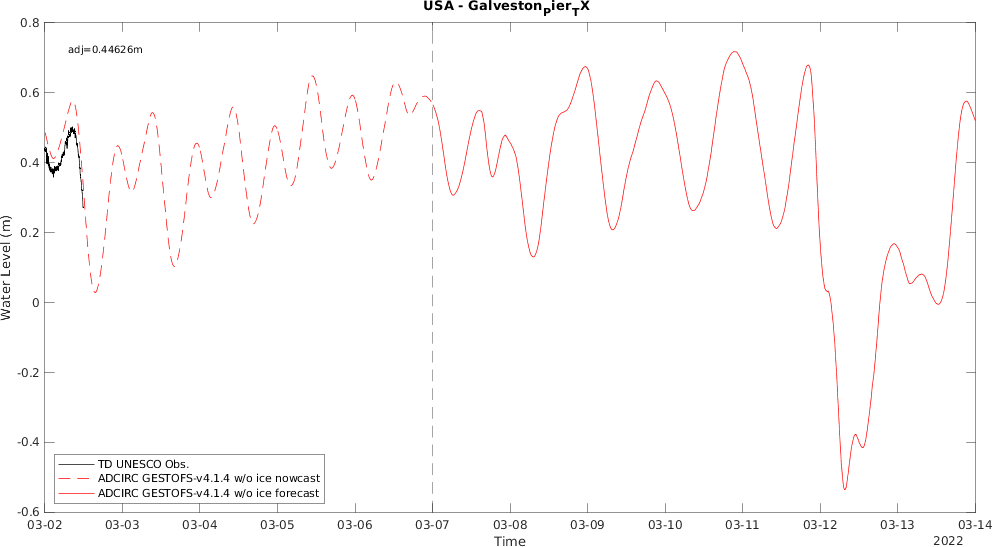 USA - Galveston_Pier_TX
adj=0.44626m
Water Level (m)
0.8
0.6
0.4
0.2
0
-0.2
-0.4
-0.6
TD UNESCO Obs.
ADCIRC GESTOFS-v4.1.4 w/o ice nowcast
ADCIRC GESTOFS-v4.1.4 w/o ice forecast
03-02 03-03 03-04 03-05 03-06 03-07 03-08 03-09 03-10 03-11 03-12 03-13 03-14
Time
2022